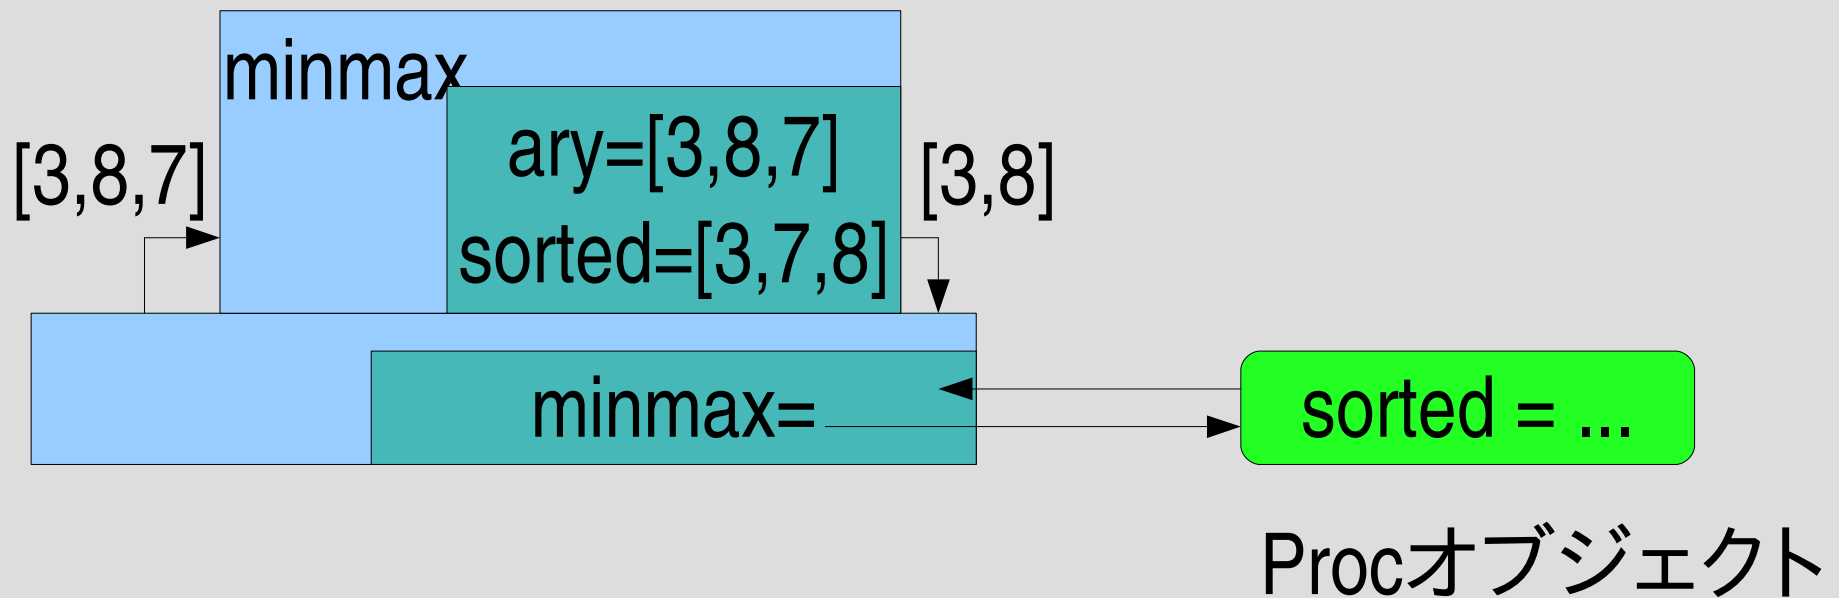 minmax
ary=[3,8,7]
[3,8,7]
[3,8]
sorted=[3,7,8]
minmax=
sorted = ...
Procオブジェクト